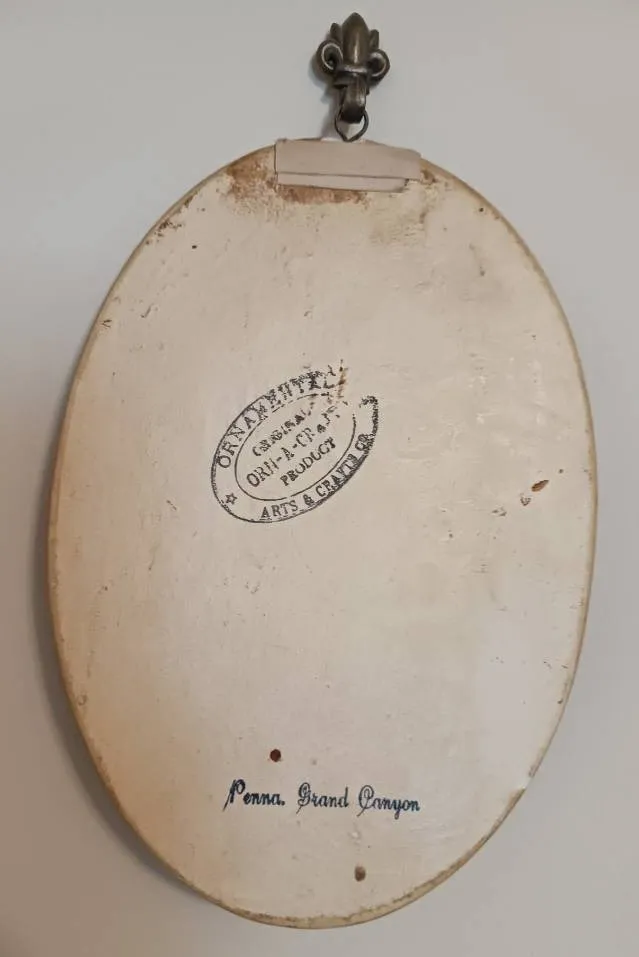 ORNAMENTAL
ORIGINAL
ORN-A-CRAFT
PRODUCT
ARTS & CRAFTS CO
Penna. Grand Canyon